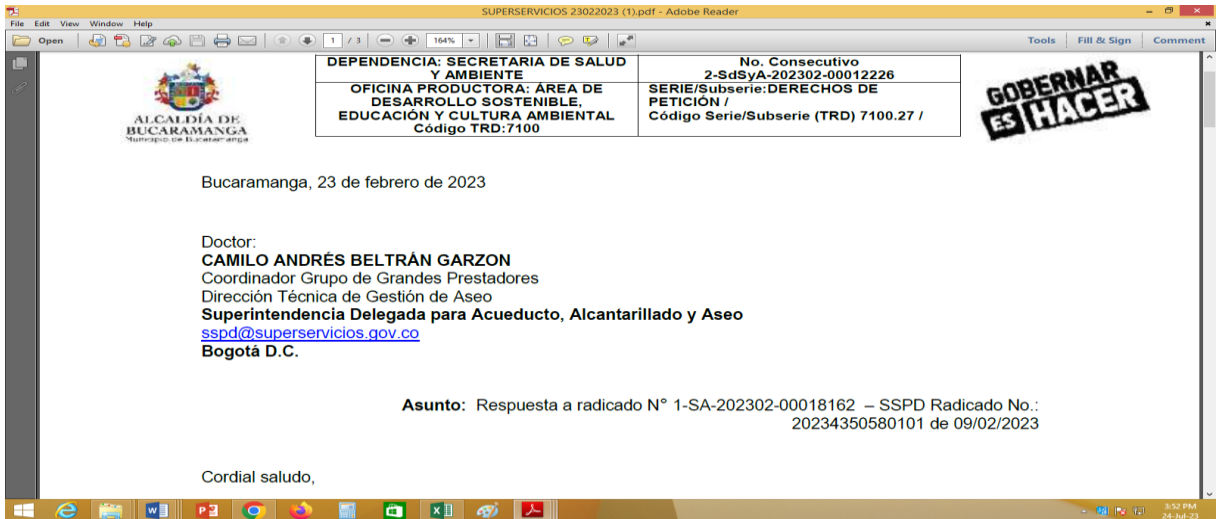 SUPERSERVICIOS 23022023 (1).pdf - Adobe Reader
File Edit View Window Help
Open 1 / 3 164% Tools Fill & Sign Comment
ALCALDÍA DE
BUCARAMANGA
Municipio de Bucaramanga
DEPENDENCIA: SECRETARIA DE SALUD
Y AMBIENTE
No. Consecutivo
2-SdSyA-202302-00012226
OFICINA PRODUCTORA: ÁREA DE
DESARROLLO SOSTENIBLE,
EDUCACIÓN Y CULTURA AMBIENTAL
Código TRD:7100
SERIE/Subserie:DERECHOS DE
PETICIÓN /
Código Serie/Subserie (TRD) 7100.27 /
GOBERNAR
ES HACER
Bucaramanga, 23 de febrero de 2023
Doctor:
CAMILO ANDRÉS BELTRÁN GARZON
Coordinador Grupo de Grandes Prestadores
Dirección Técnica de Gestión de Aseo
Superintendencia Delegada para Acueducto, Alcantarillado y Aseo
sspd@superservicios.gov.co
Bogotá D.C.
Asunto: Respuesta a radicado N° 1-SA-202302-00018162 – SSPD Radicado No.:
20234350580101 de 09/02/2023
Cordial saludo,
3:52 PM
24-Jul-23